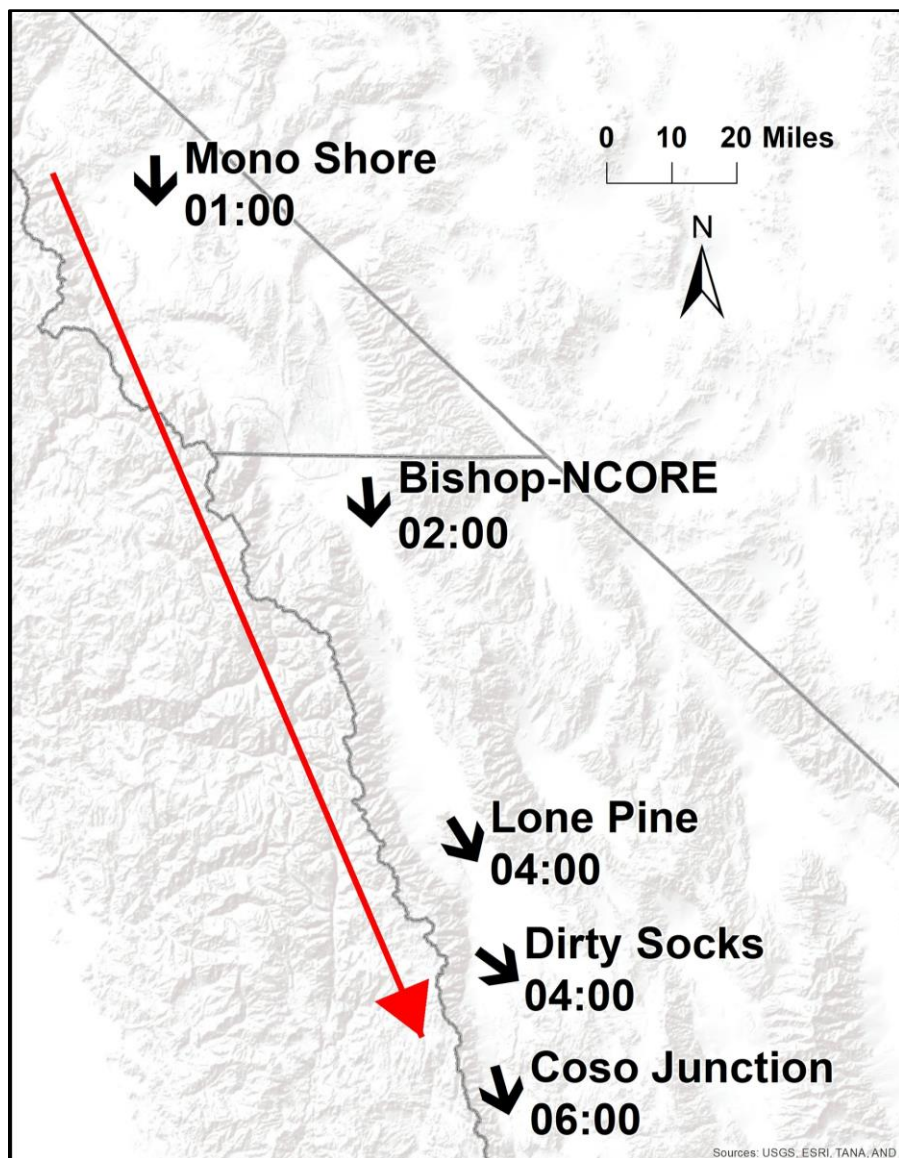 Mono Shore
01:00
0 10 20 Miles
N
Bishop-NCORE
02:00
Lone Pine
04:00
Dirty Socks
04:00
Coso Junction
06:00
Sources: USGS, ESRI, TANA, AND